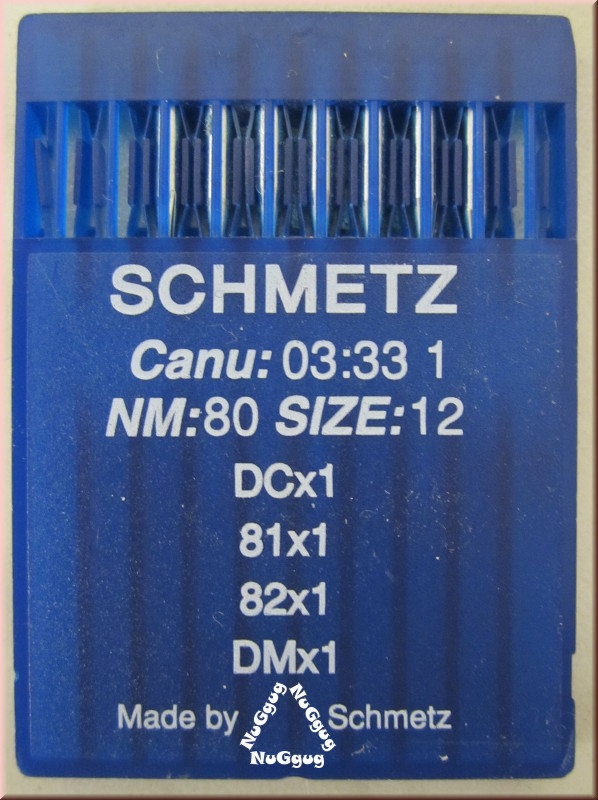 SCHMETZ
Canu: 03:33 1
NM:80 SIZE:12
DCx1
81x1
82x1
DMx1
Made by Schmetz
NuGgug NuGgug
NuGgug